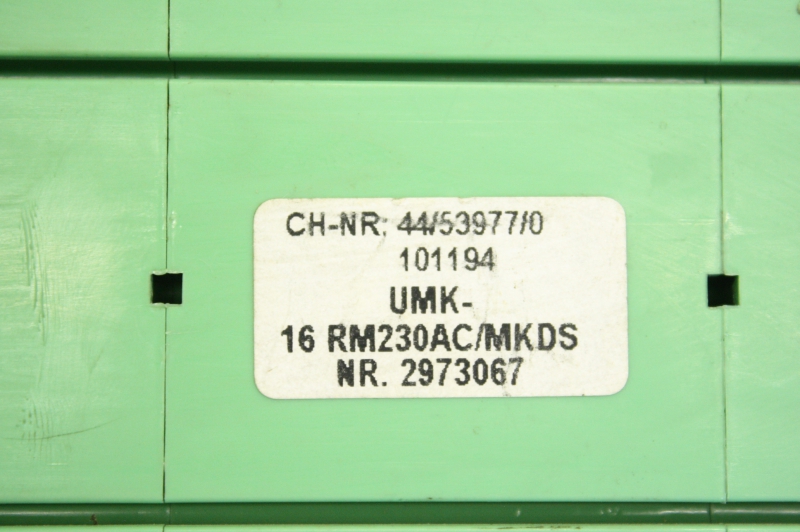 CH-NR: 44/53977/0
101194
UMK-
16 RM230AC/MKDS
NR. 2973067